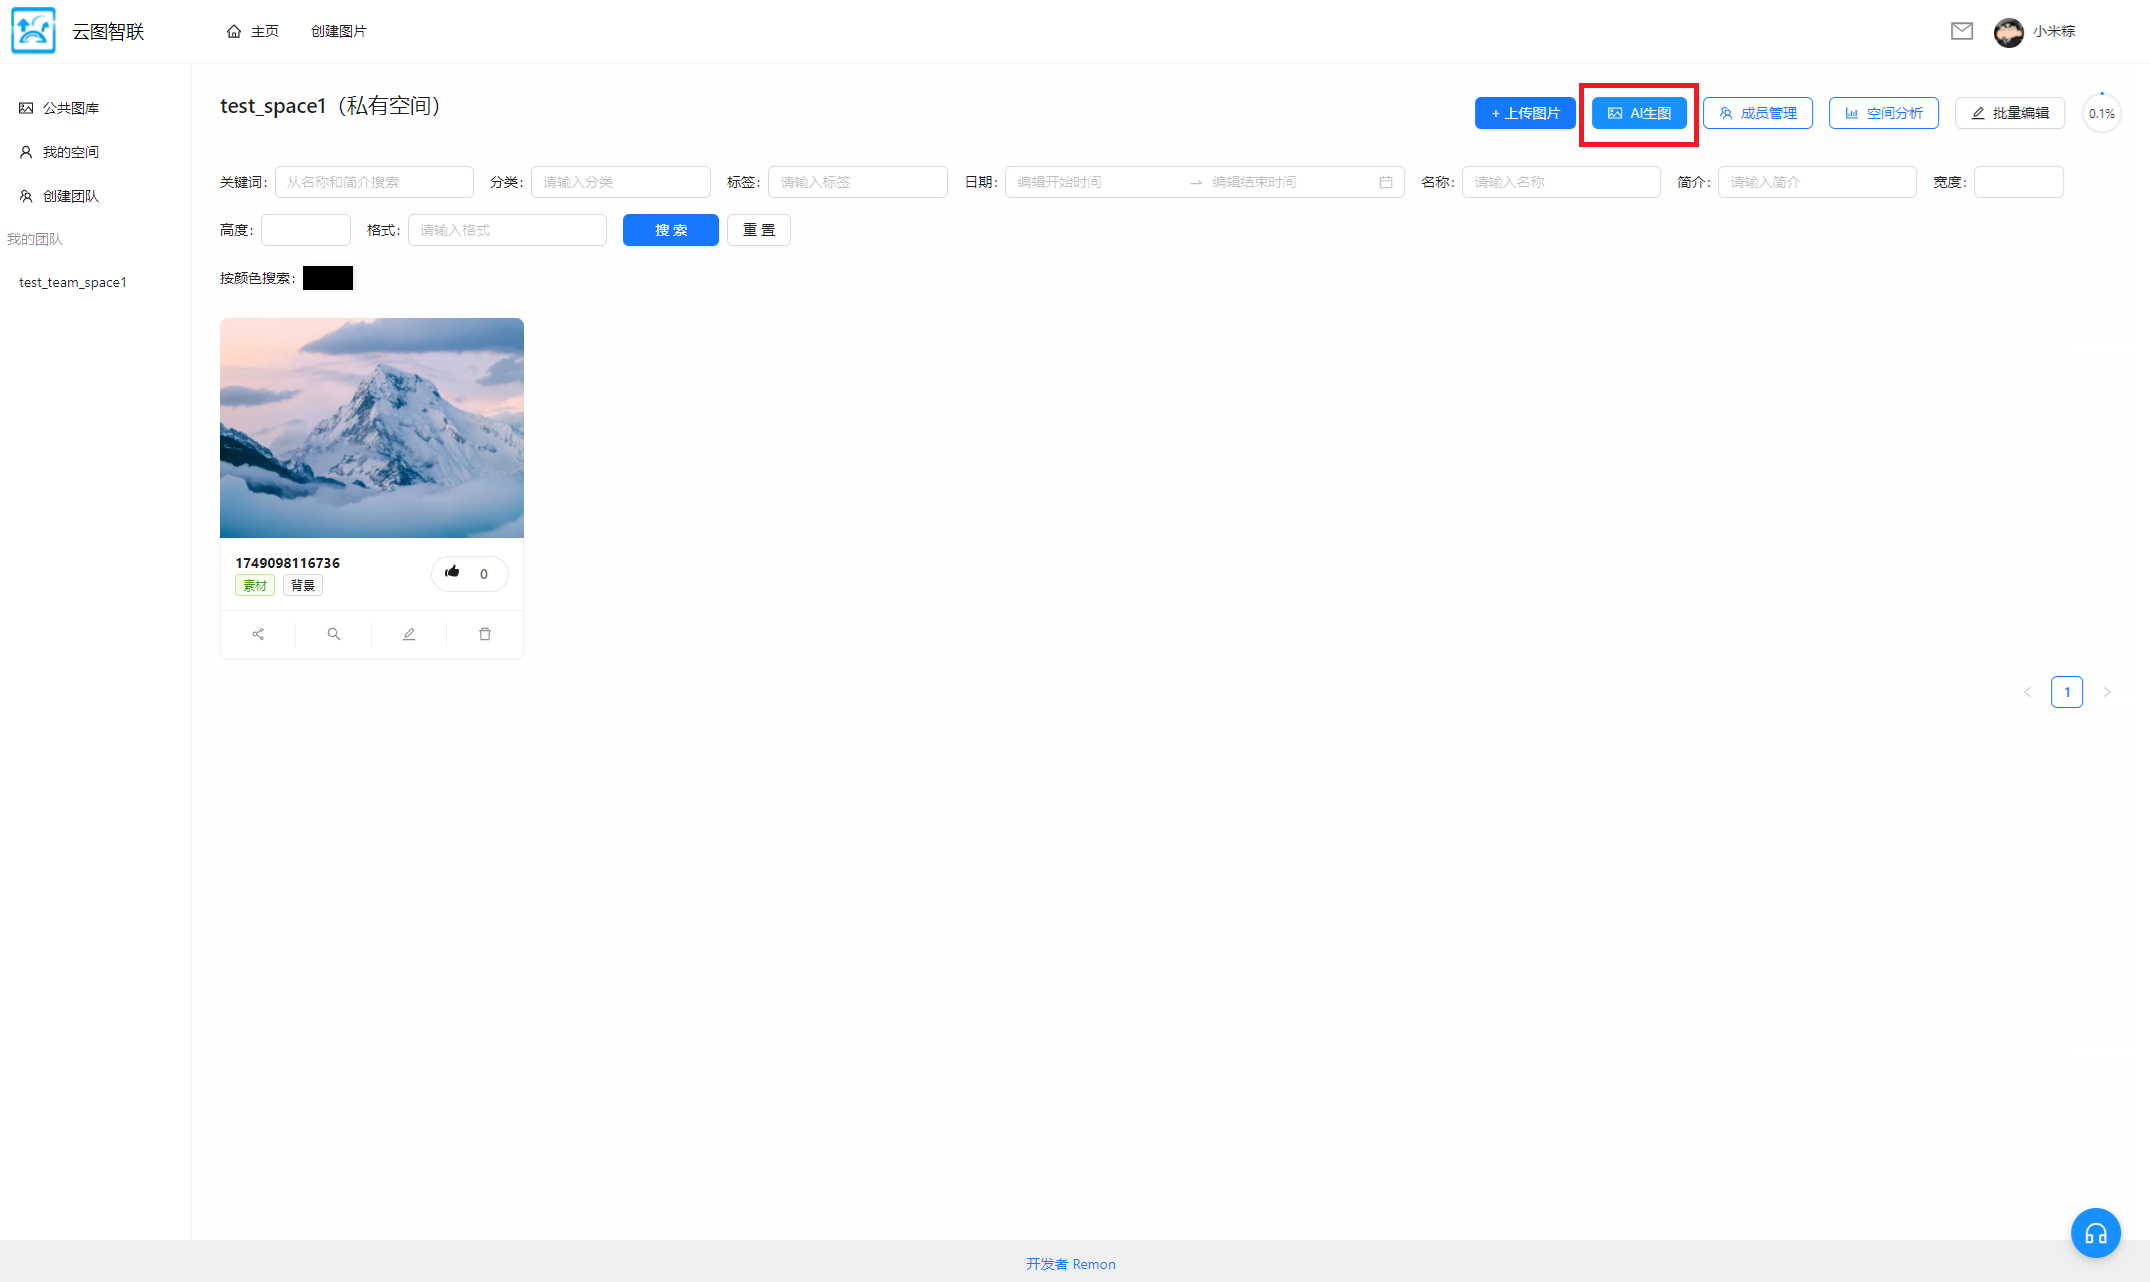 云图智联
主页
创建图片
小米粽
公共图库
我的空间
创建团队
我的团队
test_team_space1
test_space1（私有空间）
+ 上传图片
AI生图
成员管理
空间分析
批量编辑
0.1%
关键词: 从名称和简介搜索 分类: 请输入分类 标签: 请输入标签 日期: 编辑开始时间 编辑结束时间 名称: 请输入名称 简介: 请输入简介 宽度:
高度: 格式: 请输入格式 搜 索 重 置
按颜色搜索:
1749098116736
素材 背景
0
1
开发者 Remon